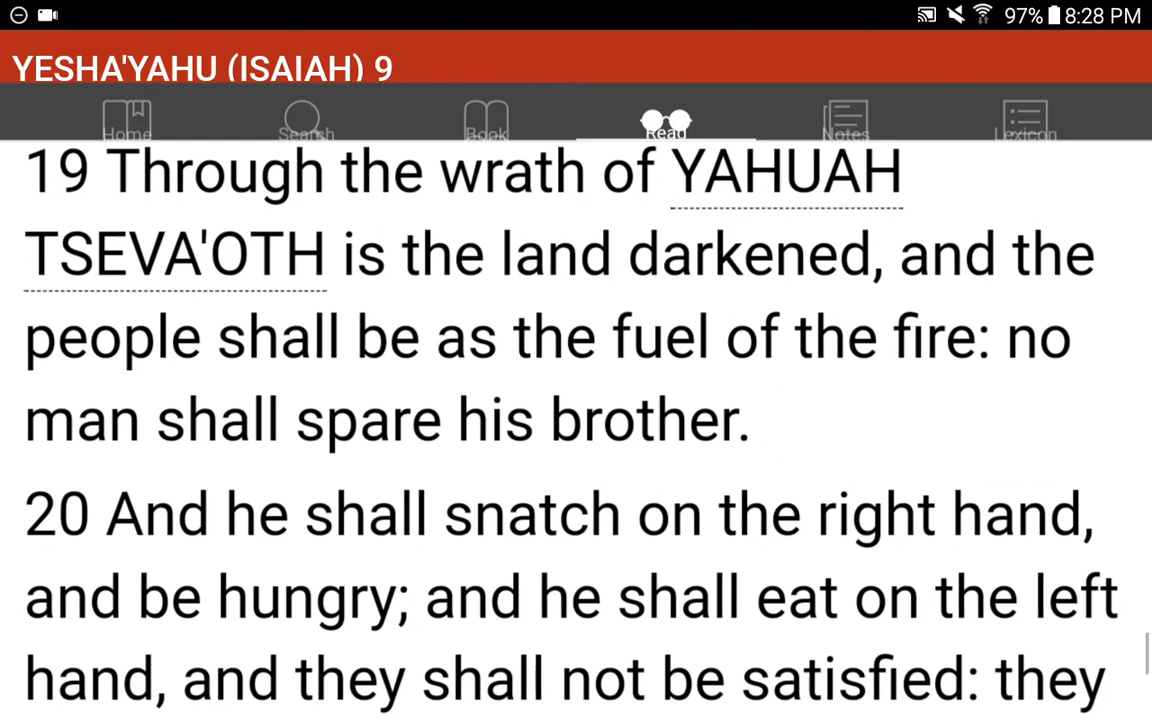 97% 8:28 PM
YESHA'YAHU (ISAIAH) 9
Home Search Book Read Notes Lexicon
19 Through the wrath of YAHUAH
TSEVA'OTH is the land darkened, and the
people shall be as the fuel of the fire: no
man shall spare his brother.
20 And he shall snatch on the right hand,
and be hungry; and he shall eat on the left
hand, and they shall not be satisfied: they